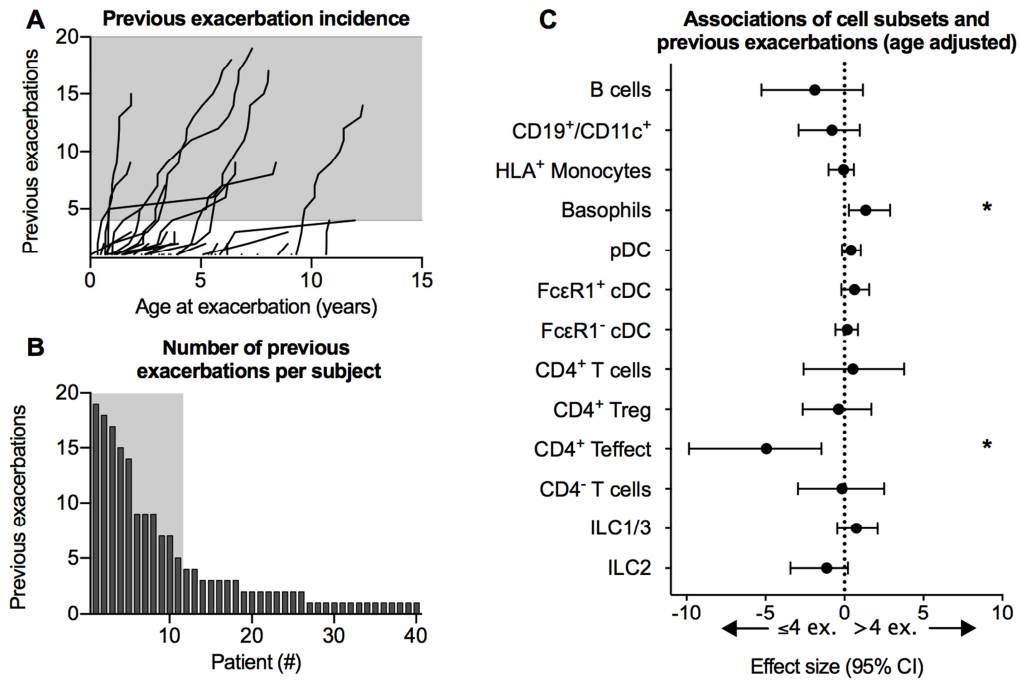 A
Previous exacerbation incidence
Previous exacerbations
20
15
10
5
0 5 10 15
Age at exacerbation (years)
B
Number of previous
exacerbations per subject
Previous exacerbations
20
15
10
5
0
10 20 30 40
Patient (#)
C
Associations of cell subsets and
previous exacerbations (age adjusted)
B cells
CD19⁺/CD11c⁺
HLA⁺ Monocytes
Basophils *
pDC
FcεR1⁺ cDC
FcεR1⁻ cDC
CD4⁺ T cells
CD4⁺ Treg
CD4⁺ Teffect *
CD4⁻ T cells
ILC1/3
ILC2
-10 -5 0 5 10
≤4 ex. >4 ex.
Effect size (95% CI)